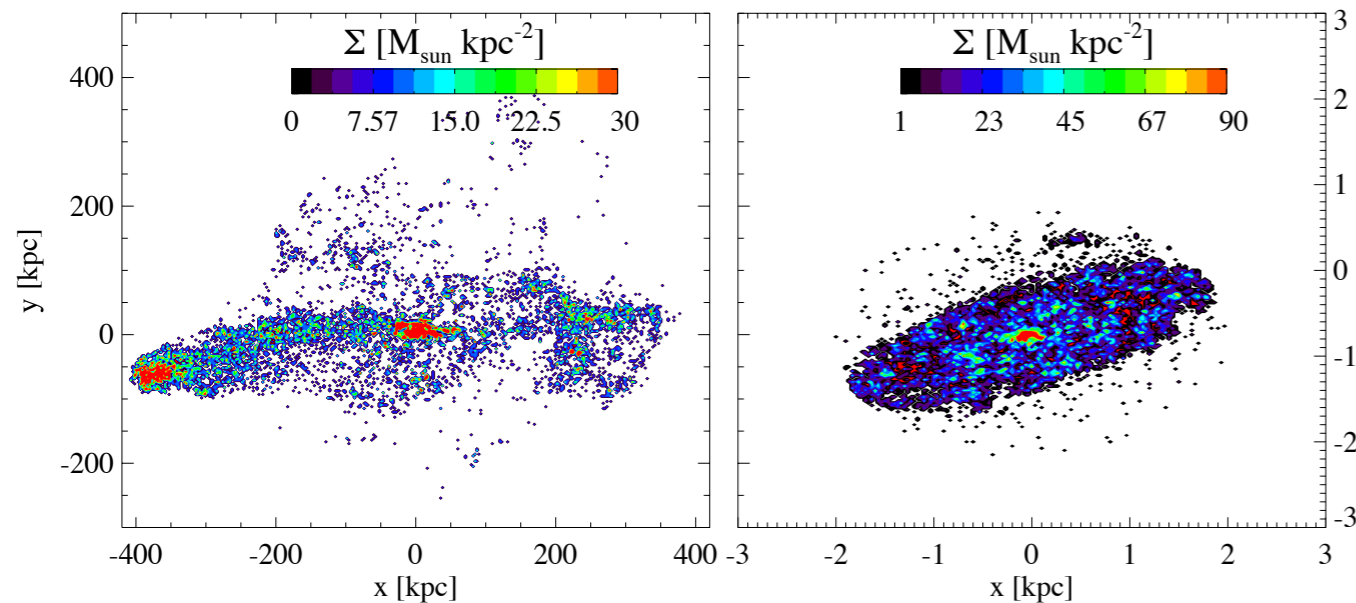 Σ [M_sun kpc^-2]
0 7.57 15.0 22.5 30
400
200
0
-200
y [kpc]
-400 -200 0 200 400
x [kpc]
Σ [M_sun kpc^-2]
1 23 45 67 90
3
2
1
0
-1
-2
-3
-3 -2 -1 0 1 2 3
x [kpc]